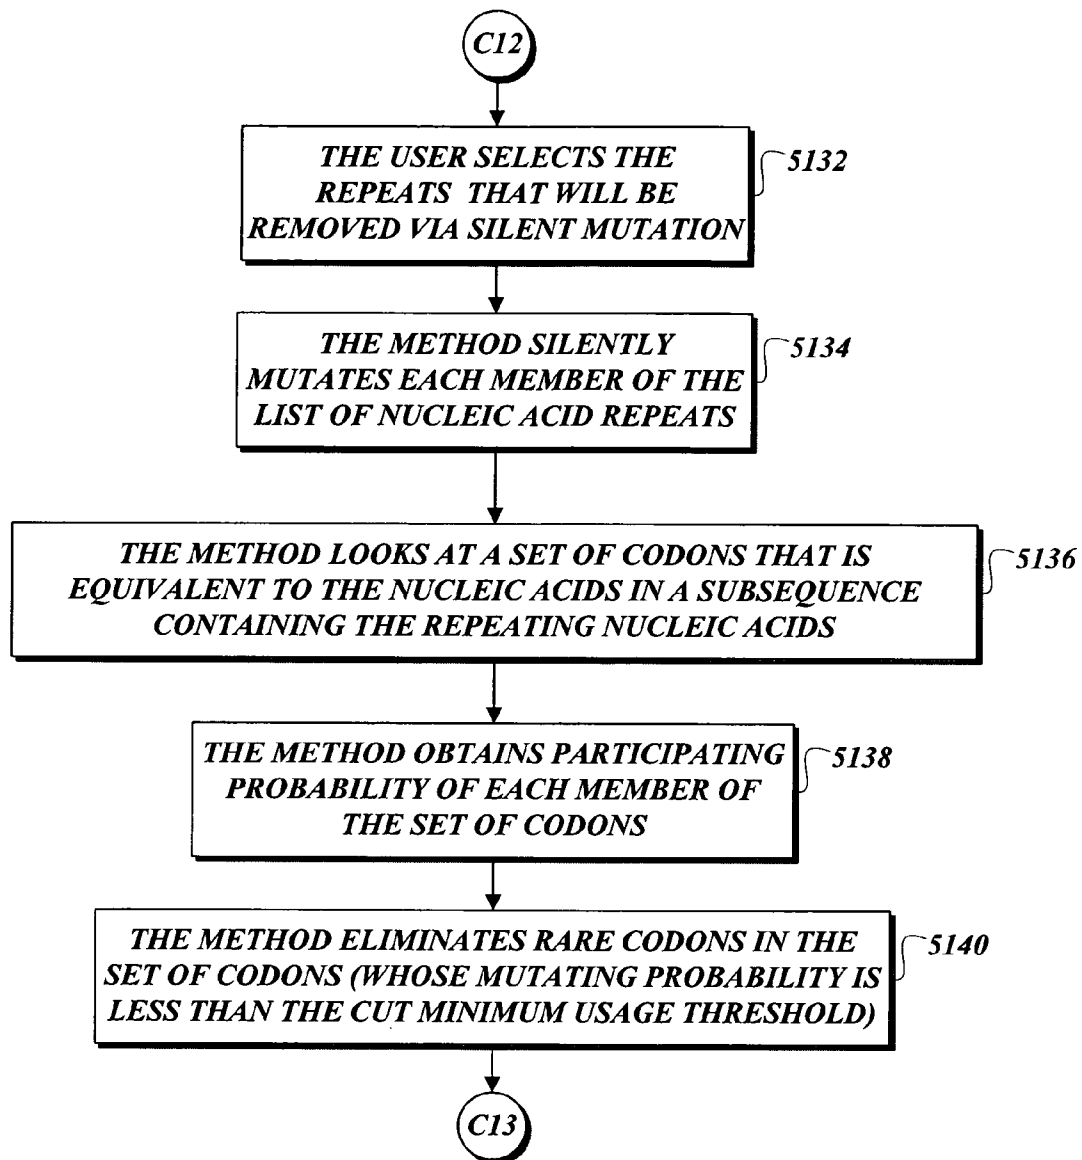 C12
THE USER SELECTS THE
REPEATS THAT WILL BE
REMOVED VIA SILENT MUTATION
5132
THE METHOD SILENTLY
MUTATES EACH MEMBER OF THE
LIST OF NUCLEIC ACID REPEATS
5134
THE METHOD LOOKS AT A SET OF CODONS THAT IS
EQUIVALENT TO THE NUCLEIC ACIDS IN A SUBSEQUENCE
CONTAINING THE REPEATING NUCLEIC ACIDS
5136
THE METHOD OBTAINS PARTICIPATING
PROBABILITY OF EACH MEMBER OF
THE SET OF CODONS
5138
THE METHOD ELIMINATES RARE CODONS IN THE
SET OF CODONS (WHOSE MUTATING PROBABILITY IS
LESS THAN THE CUT MINIMUM USAGE THRESHOLD)
5140
C13